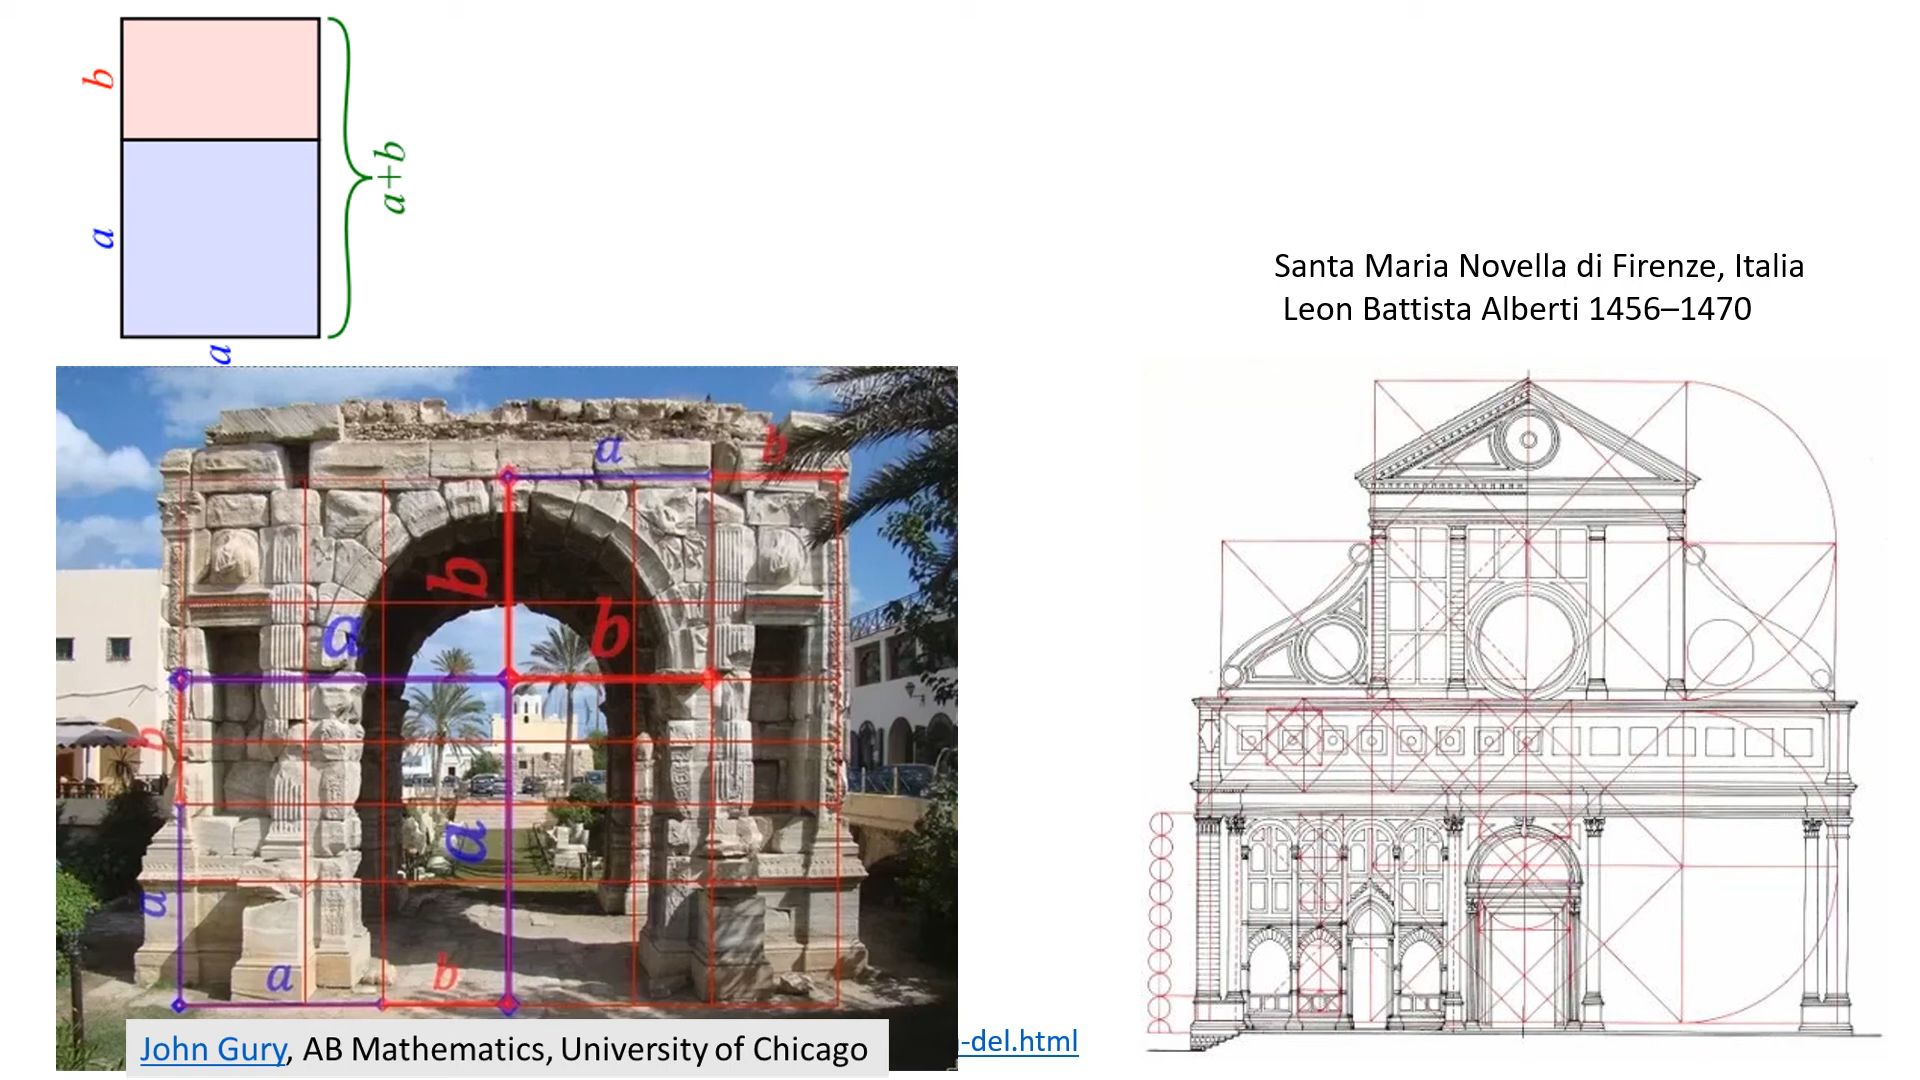 b
a
a+b
a
Santa Maria Novella di Firenze, Italia
Leon Battista Alberti 1456–1470
a
b
b
a
b
b
a
a
a
b
John Gury, AB Mathematics, University of Chicago
-del.html